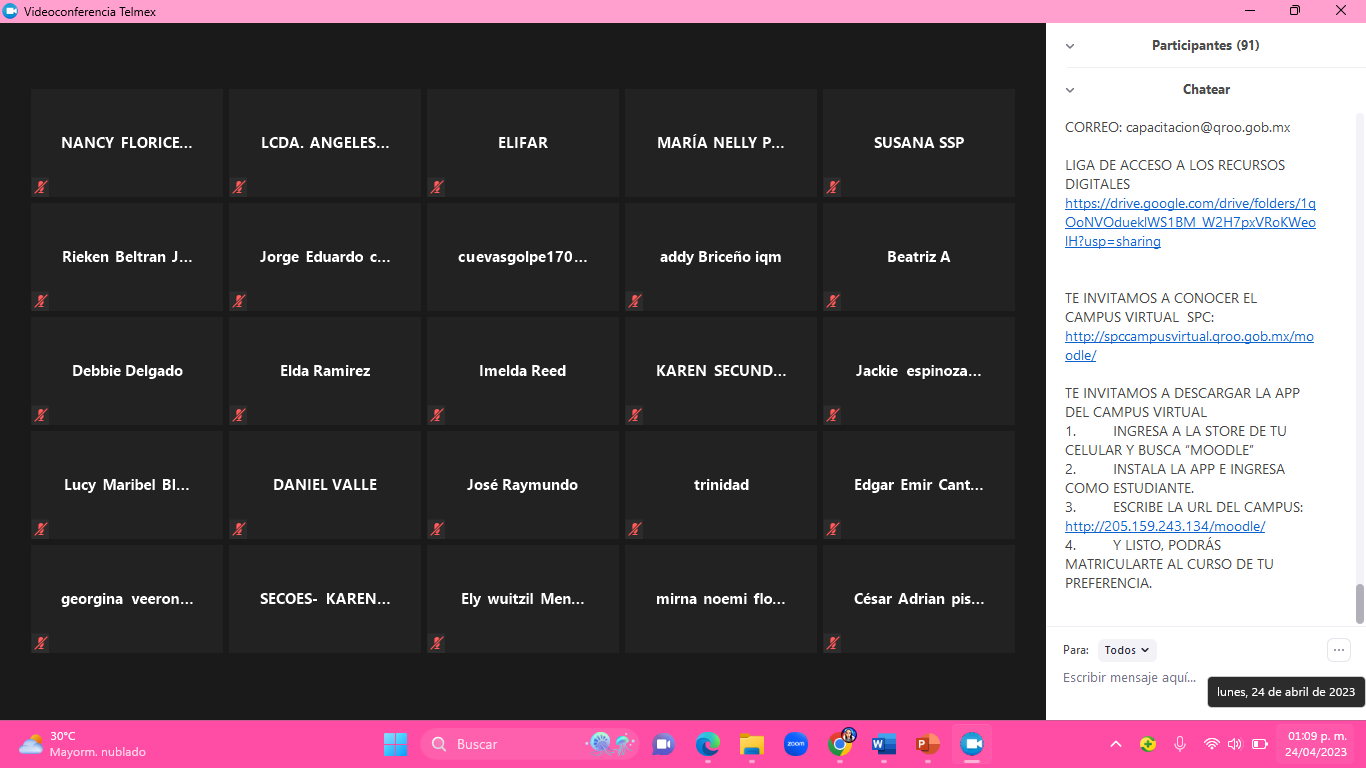 Videoconferencia Telmex
NANCY FLORICE...
LCDA. ANGELES...
ELIFAR
MARÍA NELLY P...
SUSANA SSP
Rieken Beltran J...
Jorge Eduardo c...
cuevasgolpe170...
addy Briceño iqm
Beatriz A
Debbie Delgado
Elda Ramirez
Imelda Reed
KAREN SECUND...
Jackie espinoza...
Lucy Maribel Bl...
DANIEL VALLE
José Raymundo
trinidad
Edgar Emir Cant...
georgina veeron...
SECOES- KAREN...
Ely wuitzil Men...
mirna noemi flo...
César Adrian pis...
Participantes (91)
Chatear
CORREO: capacitacion@qroo.gob.mx
LIGA DE ACCESO A LOS RECURSOS
DIGITALES
https://drive.google.com/drive/folders/1q
OoNVOdueklWS1BM_W2H7pxVRoKWeo
lH?usp=sharing
TE INVITAMOS A CONOCER EL
CAMPUS VIRTUAL SPC:
http://spccampusvirtual.qroo.gob.mx/mo
odle/
TE INVITAMOS A DESCARGAR LA APP
DEL CAMPUS VIRTUAL
1. INGRESA A LA STORE DE TU
CELULAR Y BUSCA “MOODLE”
2. INSTALA LA APP E INGRESA
COMO ESTUDIANTE.
3. ESCRIBE LA URL DEL CAMPUS:
http://205.159.243.134/moodle/
4. Y LISTO, PODRÁS
MATRICULARTE AL CURSO DE TU
PREFERENCIA.
Para: Todos
Escribir mensaje aquí...
lunes, 24 de abril de 2023
30°C
Mayorm. nublado
Buscar
zoom
01:09 p. m.
24/04/2023